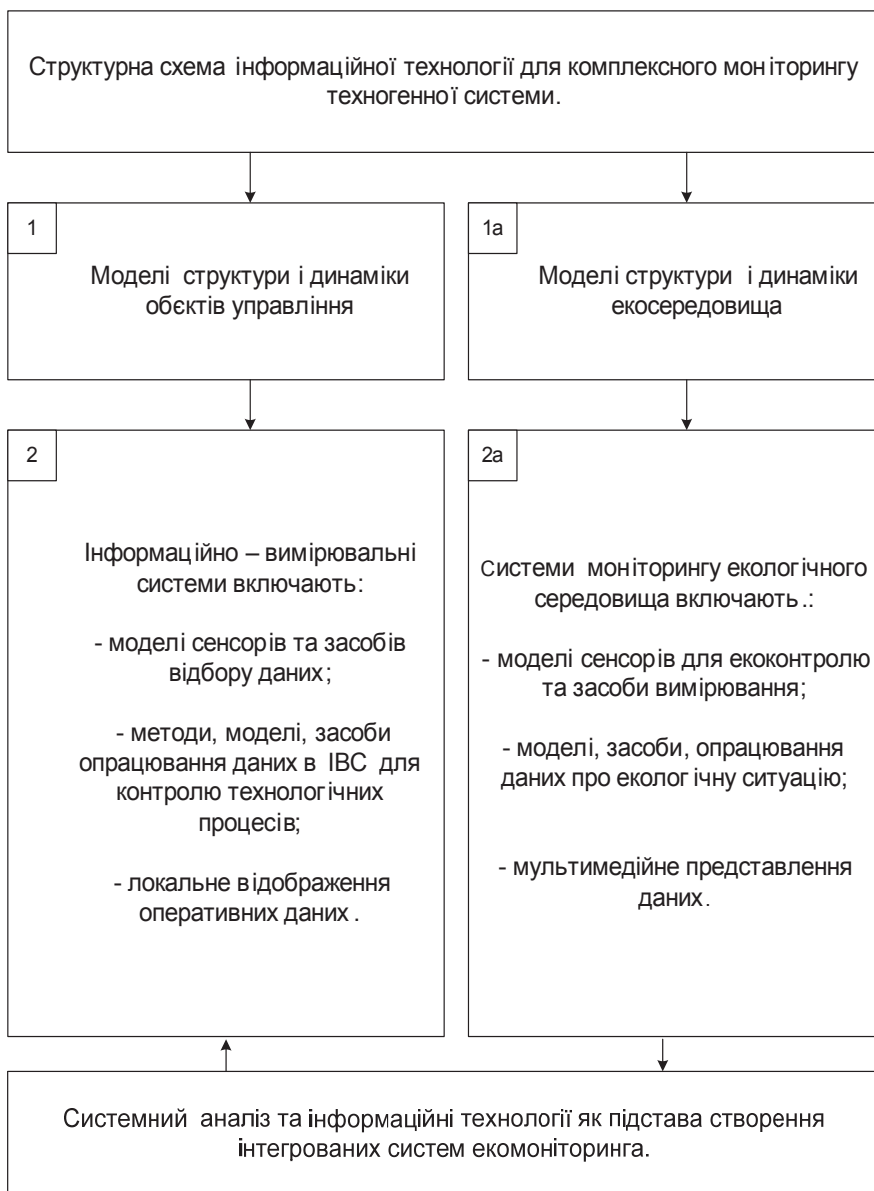 Структурна схема інформаційної технології для комплексного моніторингу
техногенної системи.
1
Моделі структури і динаміки
обєктів управління
1а
Моделі структури і динаміки
екосередовища
2
Інформаційно – вимірювальні
системи включають:
- моделі сенсорів та засобів
відбору даних;
- методи, моделі, засоби
опрацювання даних в ІВС для
контролю технологічних
процесів;
- локальне відображення
оперативних даних .
2а
Системи моніторингу екологічного
середовища включають .:
- моделі сенсорів для екоконтролю
та засоби вимірювання;
- моделі, засоби, опрацювання
даних про екологічну ситуацію;
- мультимедійне представлення
даних.
Системний аналіз та інформаційні технології як підстава створення
інтегрованих систем екомоніторинга.